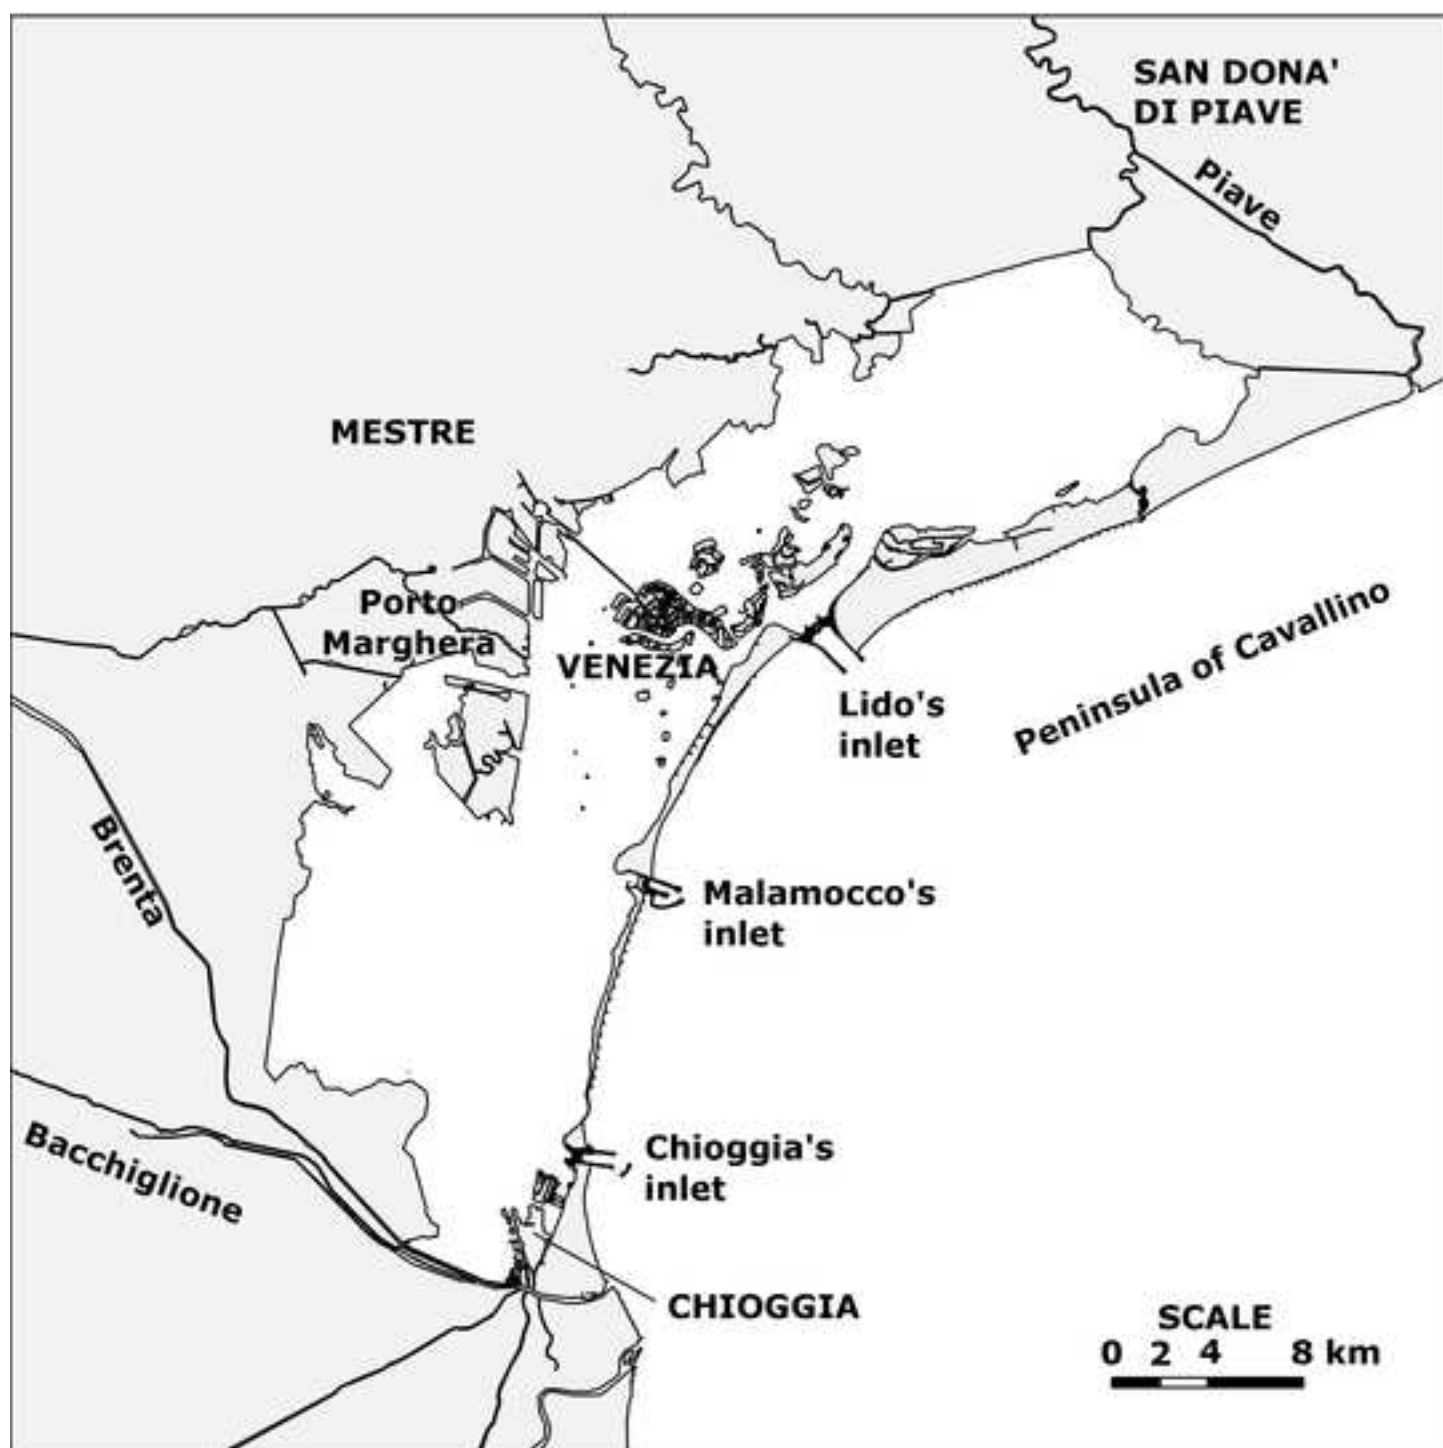 SAN DONA'
DI PIAVE
Piave
MESTRE
Porto
Marghera
VENEZIA
Lido's
inlet
Peninsula of Cavallino
Brenta
Malamocco's
inlet
Bacchiglione
Chioggia's
inlet
CHIOGGIA
SCALE
0 2 4 8 km